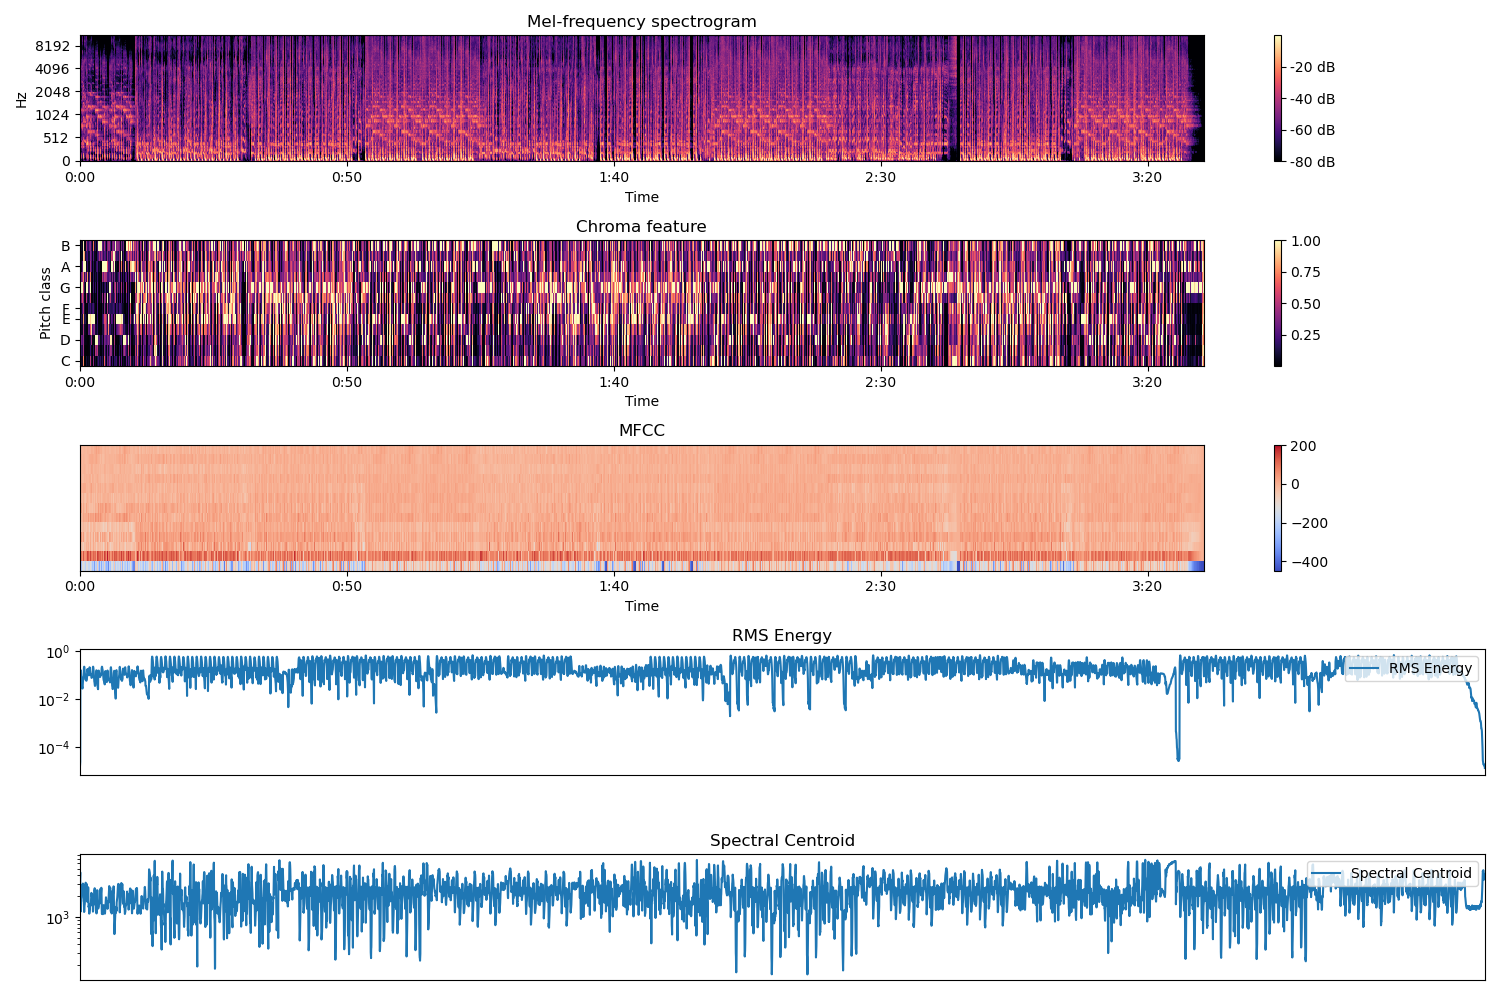 Mel-frequency spectrogram
8192
4096
2048
1024
512
0
Hz
0:00 0:50 1:40 2:30 3:20
Time
-20 dB
-40 dB
-60 dB
-80 dB
Chroma feature
B
A
G
F
E
D
C
Pitch class
0:00 0:50 1:40 2:30 3:20
Time
1.00
0.75
0.50
0.25
MFCC
0:00 0:50 1:40 2:30 3:20
Time
200
0
−200
−400
RMS Energy
10⁰
10⁻²
10⁻⁴
RMS Energy
Spectral Centroid
10³
Spectral Centroid